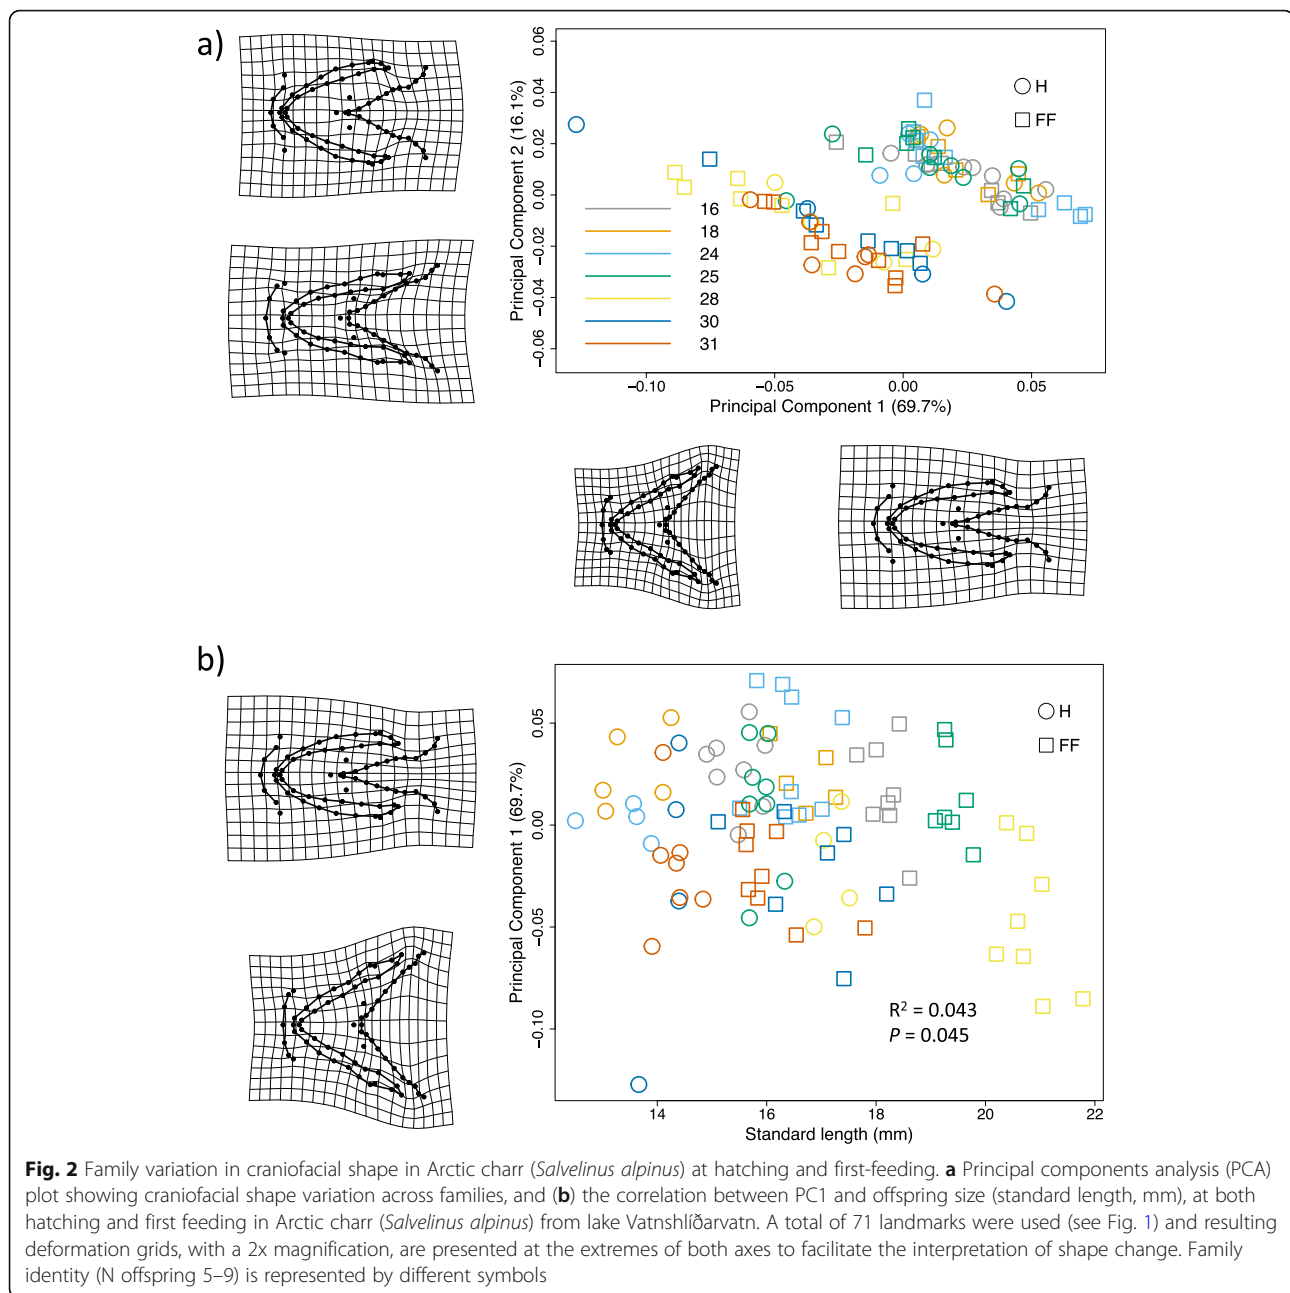 a)
Principal Component 2 (16.1%)
0.06
0.04
0.02
0.00
−0.02
−0.04
−0.06
H
FF
16
18
24
25
28
30
31
−0.10 −0.05 0.00 0.05
Principal Component 1 (69.7%)
b)
Principal Component 1 (69.7%)
0.05
0.00
−0.05
−0.10
H
FF
R² = 0.043
P = 0.045
14 16 18 20 22
Standard length (mm)
Fig. 2 Family variation in craniofacial shape in Arctic charr (Salvelinus alpinus) at hatching and first-feeding. a Principal components analysis (PCA)
plot showing craniofacial shape variation across families, and (b) the correlation between PC1 and offspring size (standard length, mm), at both
hatching and first feeding in Arctic charr (Salvelinus alpinus) from lake Vatnshlíðarvatn. A total of 71 landmarks were used (see Fig. 1) and resulting
deformation grids, with a 2x magnification, are presented at the extremes of both axes to facilitate the interpretation of shape change. Family
identity (N offspring 5–9) is represented by different symbols